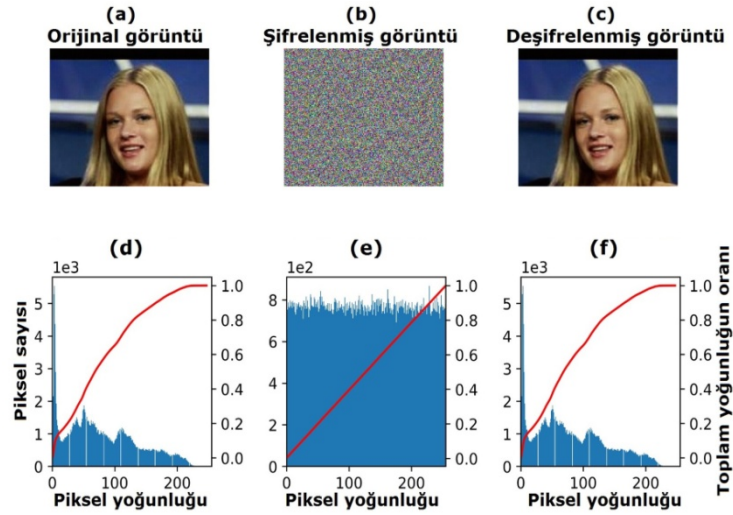 (a)
Orijinal görüntü
(b)
Şifrelenmiş görüntü
(c)
Deşifrelenmiş görüntü
(d)
1e3
5
4
3
2
1
0
1.0
0.8
0.6
0.4
0.2
0.0
0 100 200
Piksel sayısı
Piksel yoğunluğu
(e)
1e2
8
6
4
2
0
1.0
0.8
0.6
0.4
0.2
0.0
0 100 200
Piksel yoğunluğu
(f)
1e3
5
4
3
2
1
0
1.0
0.8
0.6
0.4
0.2
0.0
0 100 200
Piksel yoğunluğu
Toplam yoğunluğun oranı